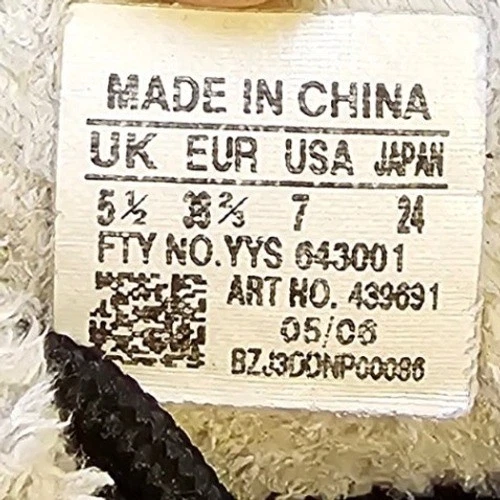 MADE IN CHINA
UK EUR USA JAPAN
5½ 38⅔ 7 24
FTY NO.YYS 643001
ART NO. 439691
05/06
BZJ3DONP00086